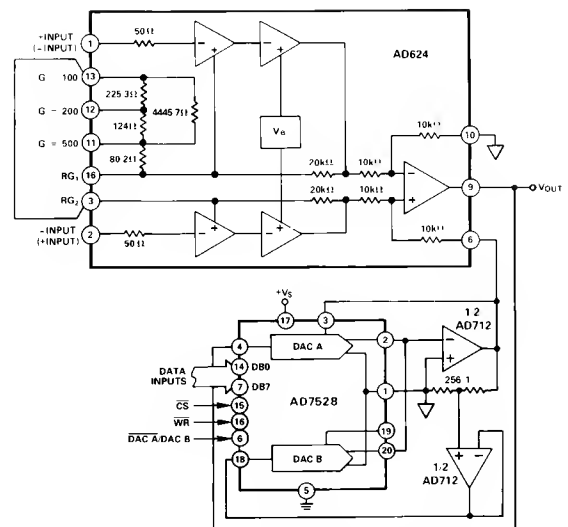 +INPUT
(−INPUT)
1
50Ω
AD624
G  100
13
225 3Ω
G − 200
12
4445 7Ω
124Ω
G = 500
11
80 2Ω
RG₁
16
RG₂
3
−INPUT
(+INPUT)
2
50Ω
20kΩ
10kΩ
20kΩ
10kΩ
10kΩ
10
9
VOUT
10kΩ
6
+VS
17
3
4
DAC A
2
1 2
AD712
DATA
INPUTS
14
DB0
7
DB7
1
256 1
AD7528
CS
15
WR
16
19
DAC A/DAC B
6
18
DAC B
20
5
1/2
AD712